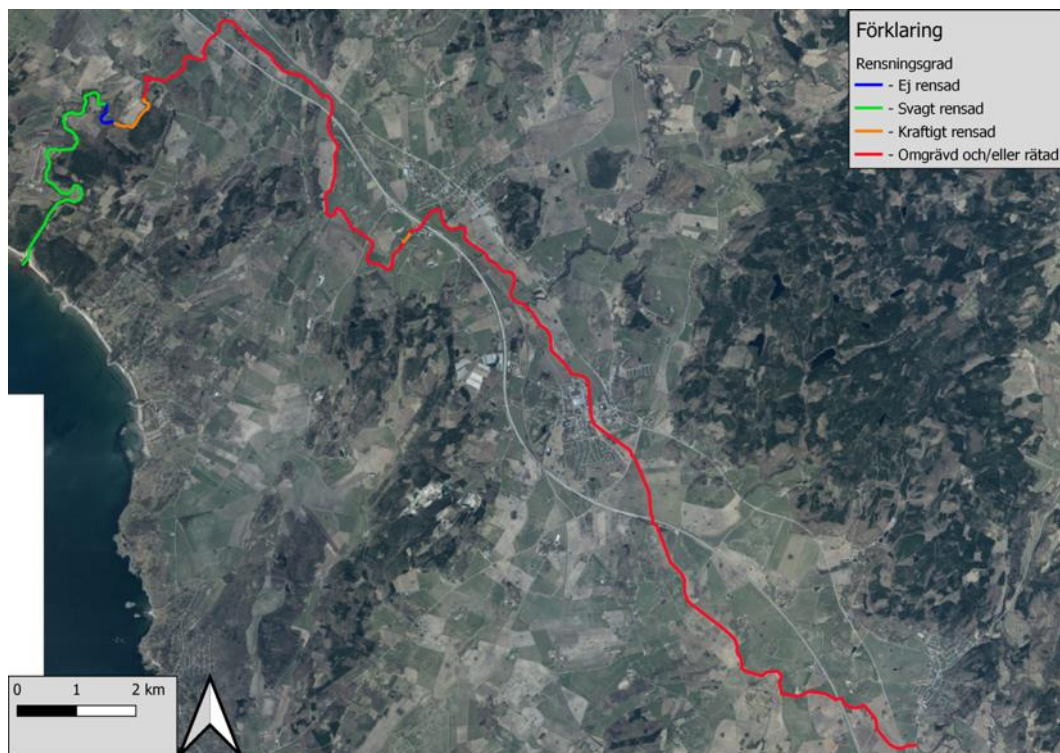 Förklaring
Rensningsgrad
- Ej rensad
- Svagt rensad
- Kraftigt rensad
- Omgrävd och/eller rätad
0 1 2 km